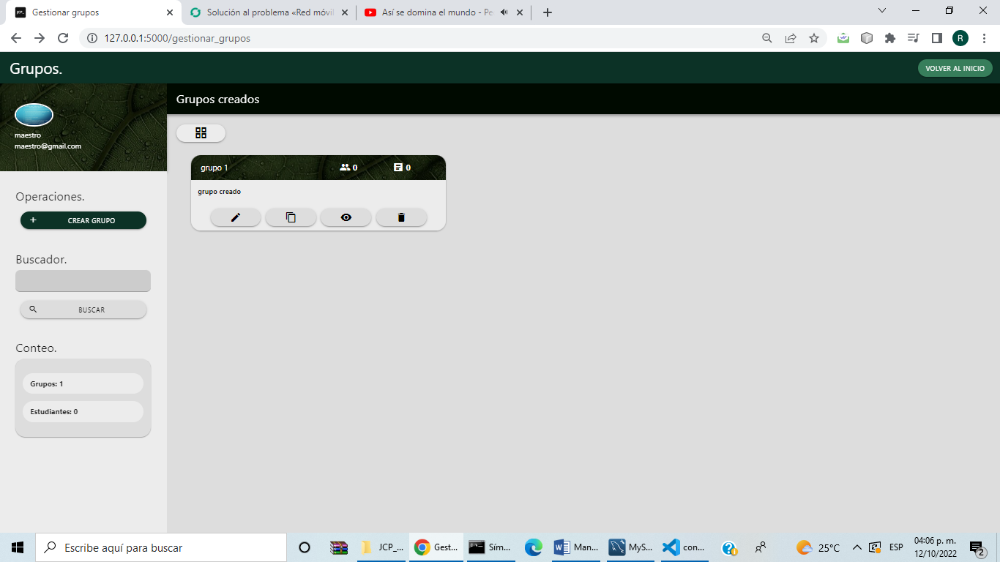 Gestionar grupos
Solución al problema «Red móvil
Así se domina el mundo - Pe
127.0.0.1:5000/gestionar_grupos
R
Grupos.
VOLVER AL INICIO
maestro
maestro@gmail.com
Grupos creados
grupo 1
0
0
grupo creado
Operaciones.
+ CREAR GRUPO
Buscador.
BUSCAR
Conteo.
Grupos: 1
Estudiantes: 0
Escribe aquí para buscar
JCP_...
Gest...
Sím...
Man...
MyS...
con...
25°C
ESP
04:06 p. m.
12/10/2022
2